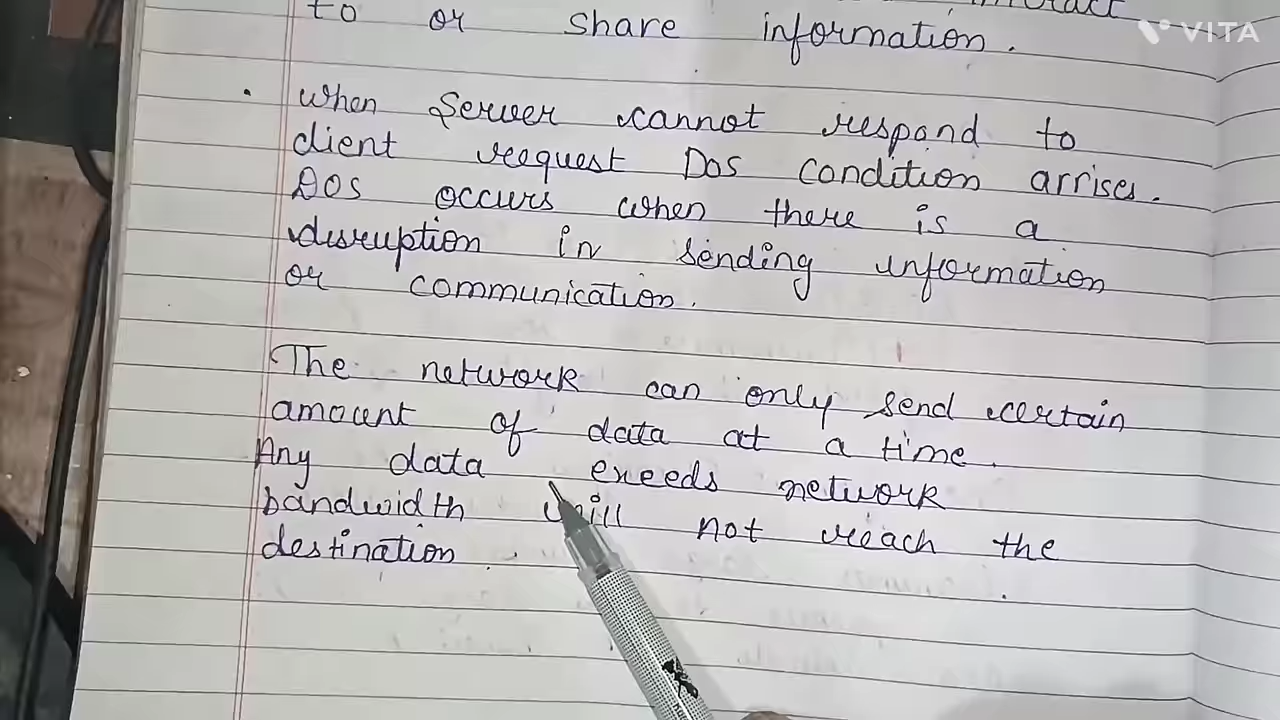 interact
to or share information.
VITA
. when Server cannot respond to
client request Dos condition arrises.
DOS occurs when there is a
disruption in sending information
or communication.
The network can only send certain
amount of data at a time.
Any data exeeds network
bandwidth will not reach the
destination.